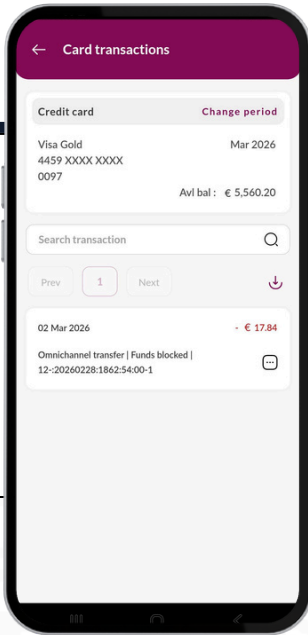 Card transactions
Credit card Change period
Visa Gold Mar 2026
4459 XXXX XXXX
0097
Avl bal : € 5,560.20
Search transaction
Prev 1 Next
02 Mar 2026 - € 17.84
Omnichannel transfer | Funds blocked |
12-:20260228:1862:54:00-1